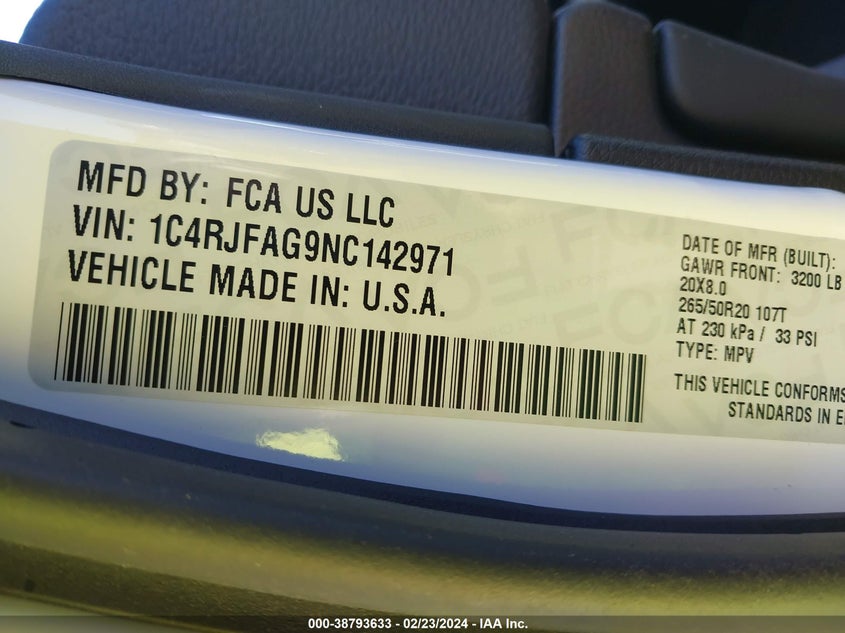 MFD BY: FCA US LLC
VIN: 1C4RJFAG9NC142971
VEHICLE MADE IN: U.S.A.
DATE OF MFR (BUILT):
GAWR FRONT: 3200 LB
20X8.0
265/50R20 107T
AT 230 kPa / 33 PSI
TYPE: MPV
THIS VEHICLE CONFORMS
STANDARDS IN
000-38793633 - 02/23/2024 - IAA Inc.